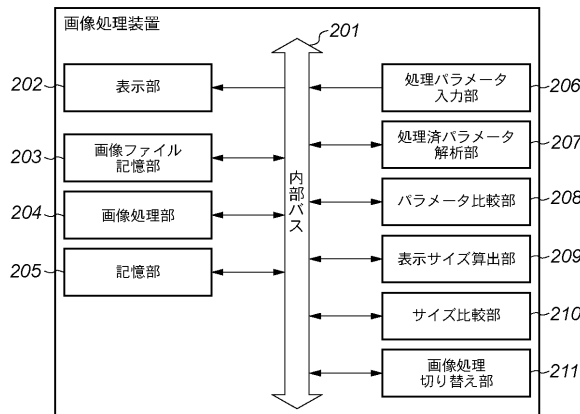 画像処理装置
201
202
表示部
203
画像ファイル
記憶部
204
画像処理部
205
記憶部
内部バス
処理パラメータ
入力部
206
処理済パラメータ
解析部
207
パラメータ比較部
208
表示サイズ算出部
209
サイズ比較部
210
画像処理
切り替え部
211